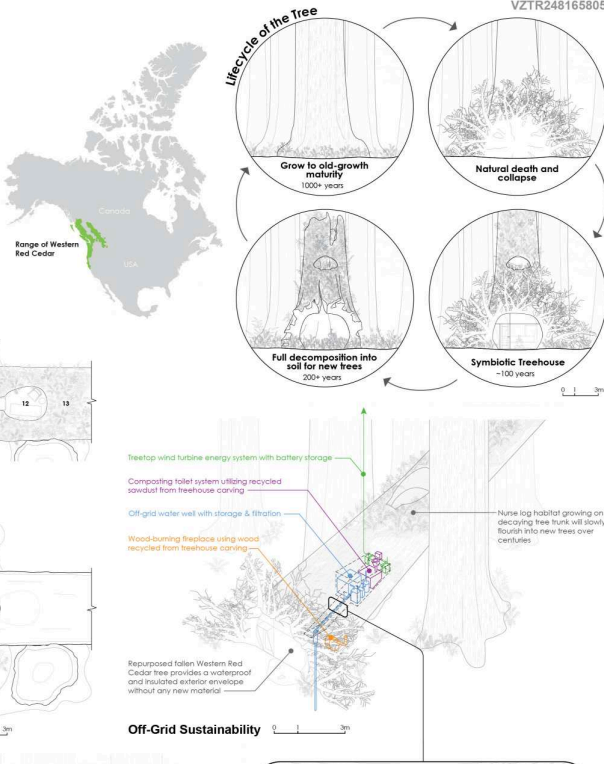 VZTR248165805
Lifecycle of the Tree
Grow to old-growth
maturity
1000+ years
Natural death and
collapse
Canada
USA
Range of Western
Red Cedar
Full decomposition into
soil for new trees
200+ years
Symbiotic Treehouse
~100 years
0 1 3m
12 13
Treetop wind turbine energy system with battery storage
Composting toilet system utilizing recycled
sawdust from treehouse carving
Off-grid water well with storage & filtration
Wood-burning fireplace using wood
recycled from treehouse carving
Nurse log habitat growing on
decaying tree trunk will slowly
flourish into new trees over
centuries
Repurposed fallen Western Red
Cedar tree provides a waterproof
and insulated exterior envelope
without any new material
3m
Off-Grid Sustainability 0 1 3m